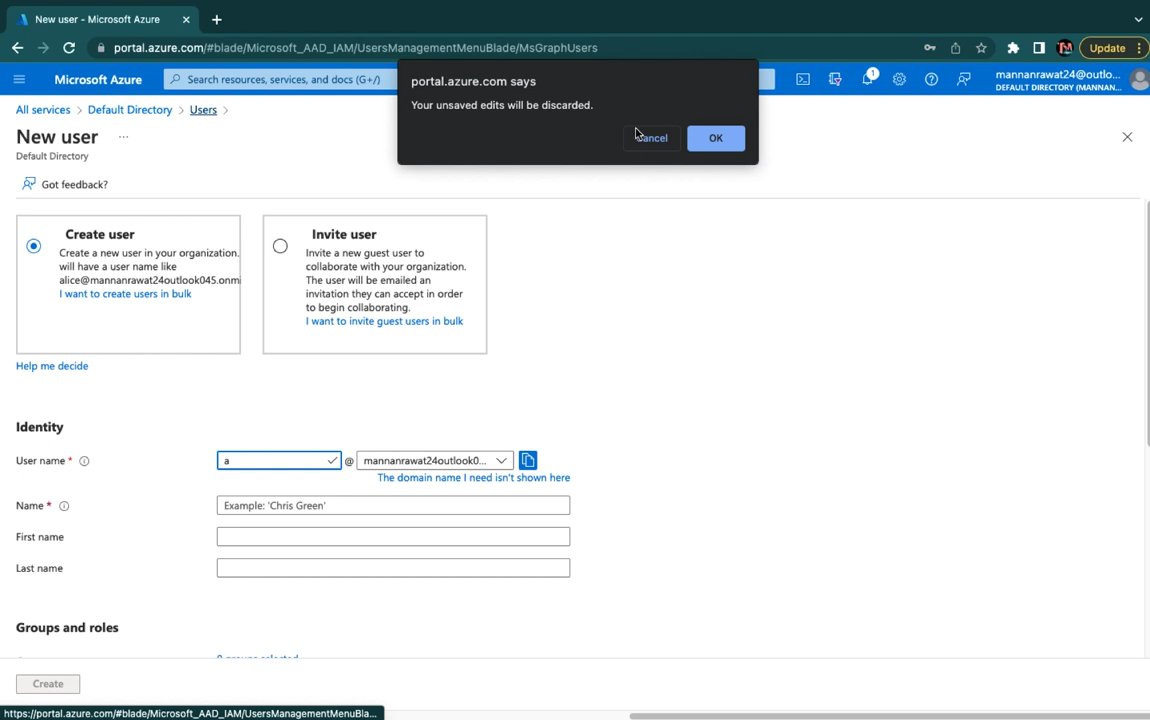 New user - Microsoft Azure
portal.azure.com/#blade/Microsoft_AAD_IAM/UsersManagementMenuBlade/MsGraphUsers
Update
Microsoft Azure
Search resources, services, and docs (G+/)
1
mannanrawat24@outlo...
DEFAULT DIRECTORY (MANNAN...
portal.azure.com says
Your unsaved edits will be discarded.
Cancel
OK
All services > Default Directory > Users >
New user ...
Default Directory
Got feedback?
Create user
Create a new user in your organization.
will have a user name like
alice@mannanrawat24outlook045.onmi
I want to create users in bulk
Invite user
Invite a new guest user to
collaborate with your organization.
The user will be emailed an
invitation they can accept in order
to begin collaborating.
I want to invite guest users in bulk
Help me decide
Identity
User name * a @ mannanrawat24outlook0...
The domain name I need isn't shown here
Name * Example: 'Chris Green'
First name
Last name
Groups and roles
0 groups selected
Create
https://portal.azure.com/#blade/Microsoft_AAD_IAM/UsersManagementMenuBla...